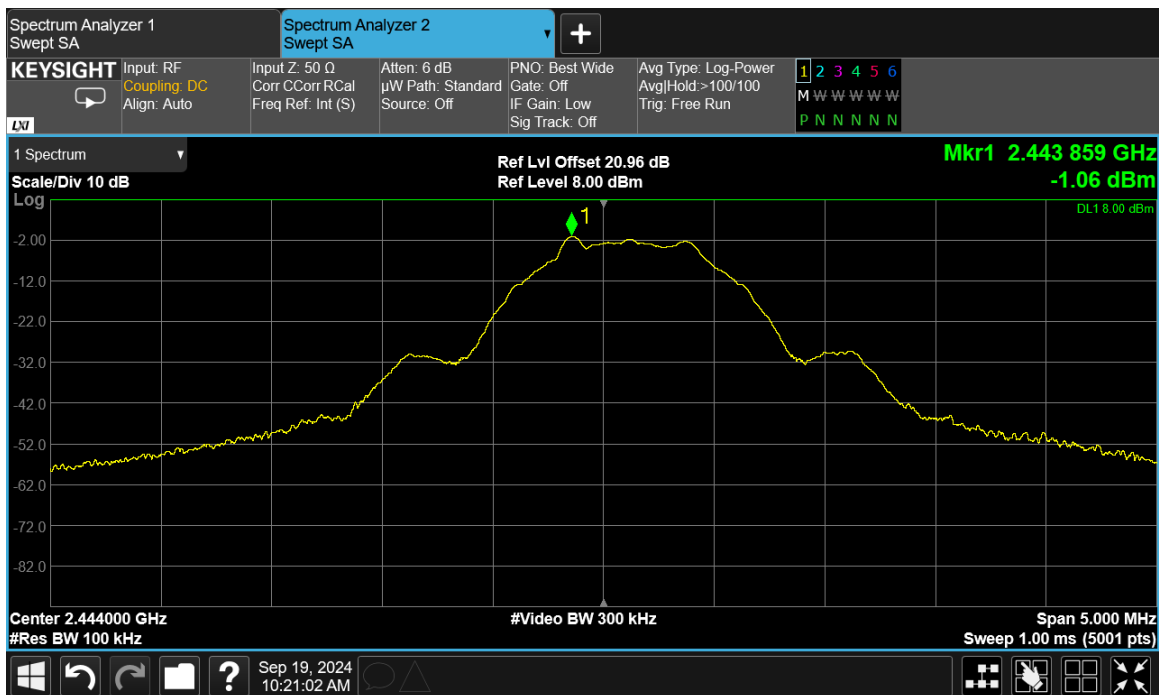 Spectrum Analyzer 1
Swept SA
Spectrum Analyzer 2
Swept SA
▼
+
KEYSIGHT
LXI
Input: RF
Coupling: DC
Align: Auto
Input Z: 50 Ω
Corr CCorr RCal
Freq Ref: Int (S)
Atten: 6 dB
µW Path: Standard
Source: Off
PNO: Best Wide
Gate: Off
IF Gain: Low
Sig Track: Off
Avg Type: Log-Power
Avg|Hold:>100/100
Trig: Free Run
1 2 3 4 5 6
M W W W W W
P N N N N N
1 Spectrum ▼
Scale/Div 10 dB
Log
Ref Lvl Offset 20.96 dB
Ref Level 8.00 dBm
Mkr1 2.443 859 GHz
-1.06 dBm
DL1 8.00 dBm
1
-2.00
-12.0
-22.0
-32.0
-42.0
-52.0
-62.0
-72.0
-82.0
Center 2.444000 GHz
#Res BW 100 kHz
#Video BW 300 kHz
Span 5.000 MHz
Sweep 1.00 ms (5001 pts)
?
Sep 19, 2024
10:21:02 AM